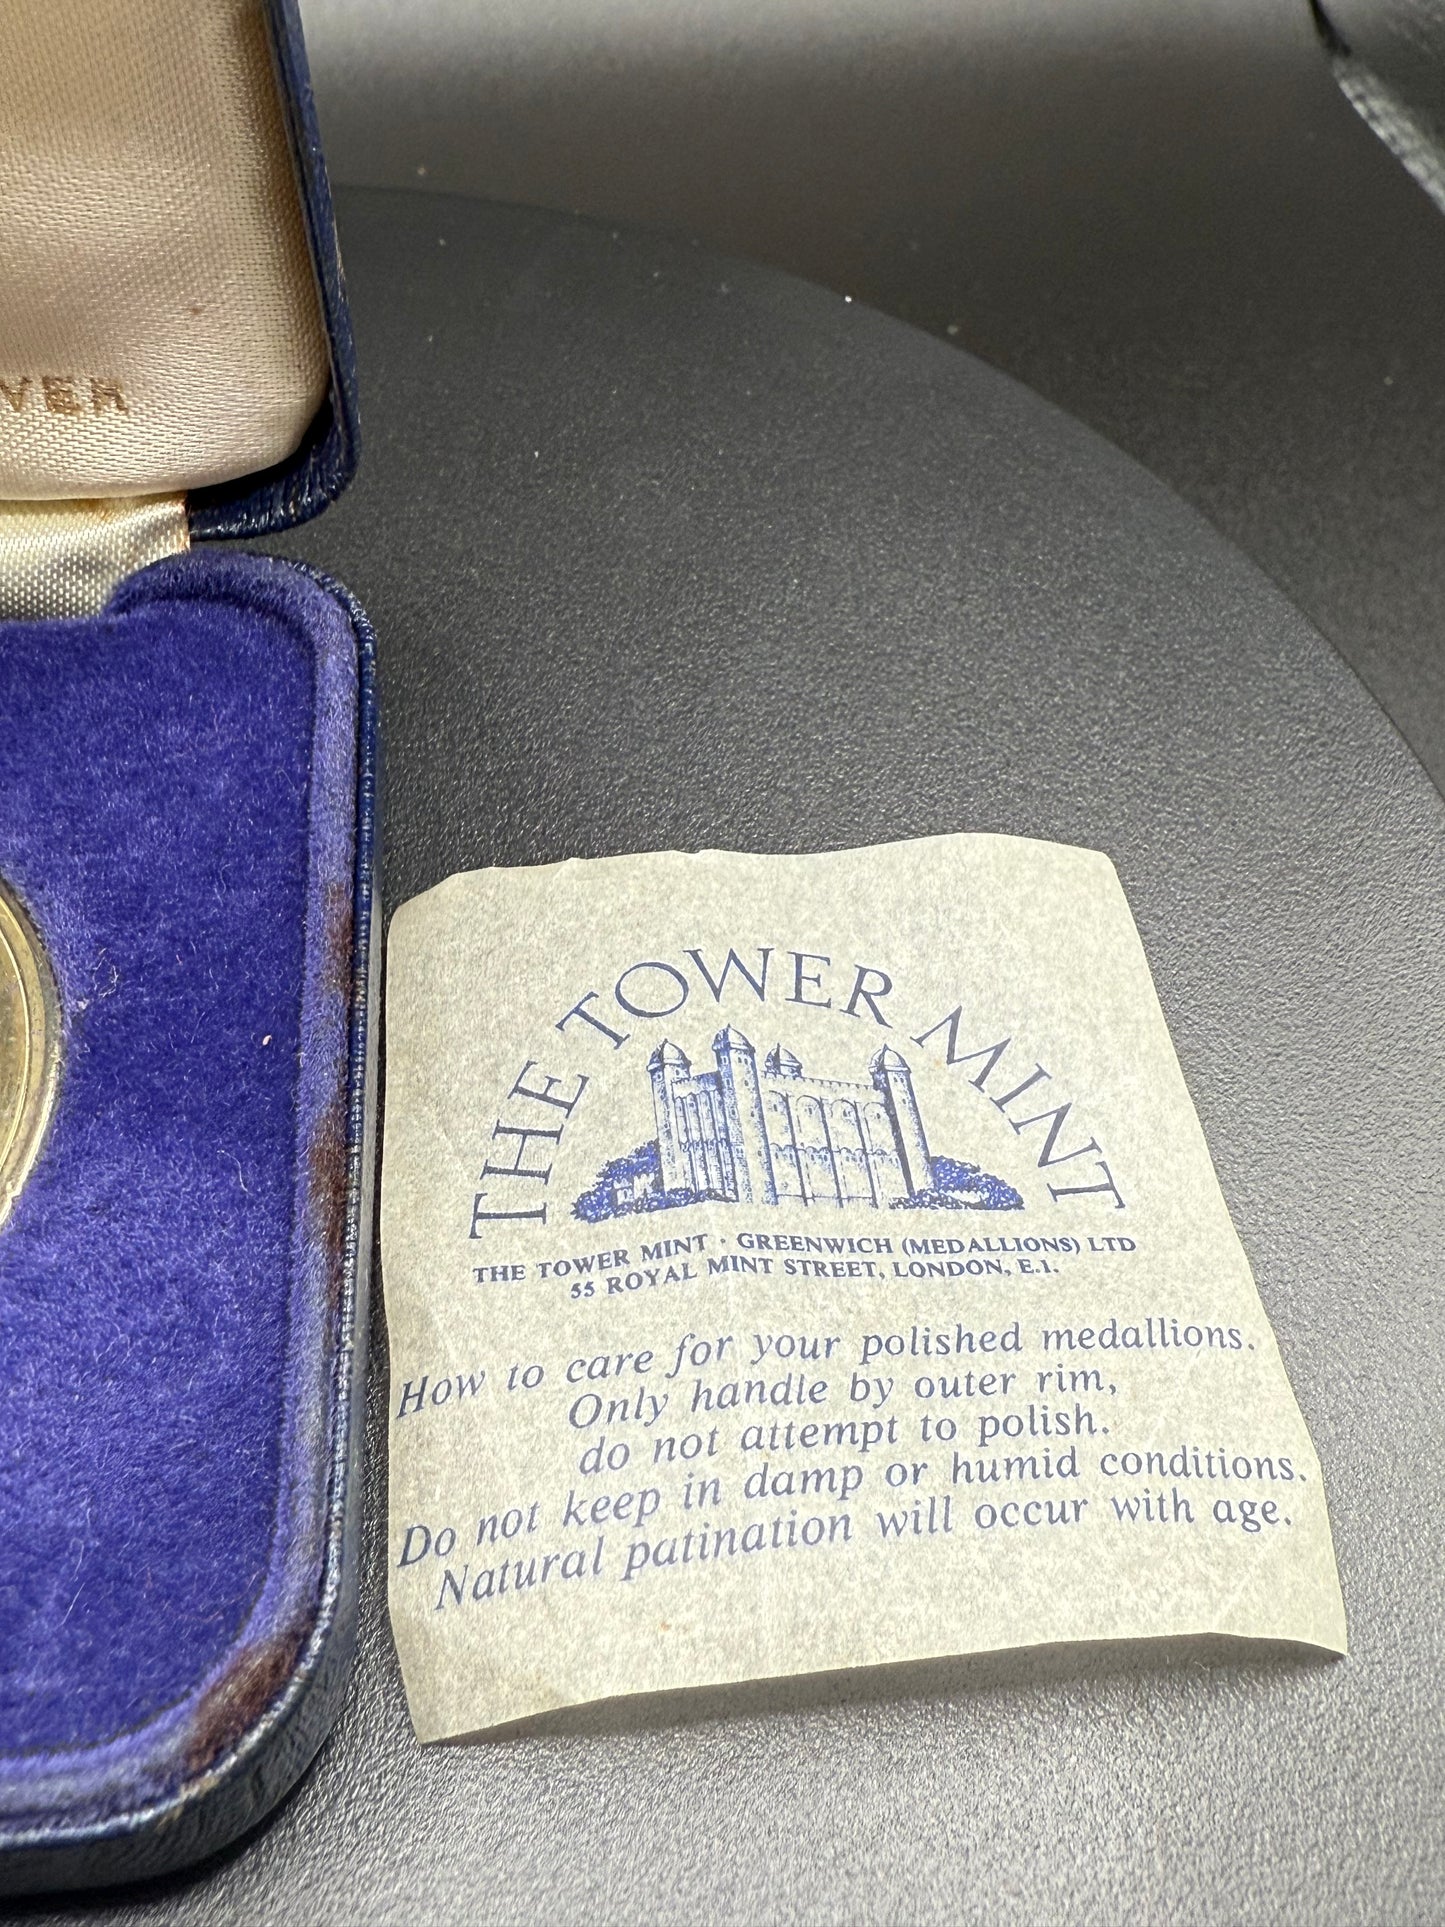 VER
THE TOWER MINT
THE TOWER MINT · GREENWICH (MEDALLIONS) LTD
55 ROYAL MINT STREET, LONDON, E.1.
How to care for your polished medallions.
Only handle by outer rim,
do not attempt to polish.
Do not keep in damp or humid conditions.
Natural patination will occur with age.